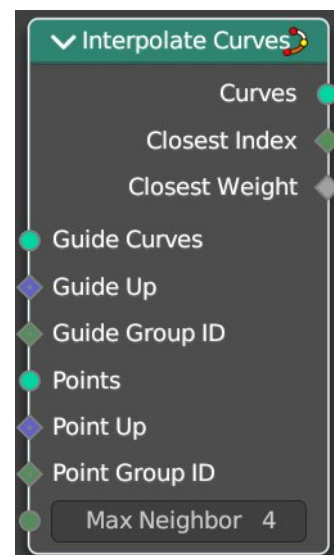 Interpolate Curves
Curves
Closest Index
Closest Weight
Guide Curves
Guide Up
Guide Group ID
Points
Point Up
Point Group ID
Max Neighbor 4